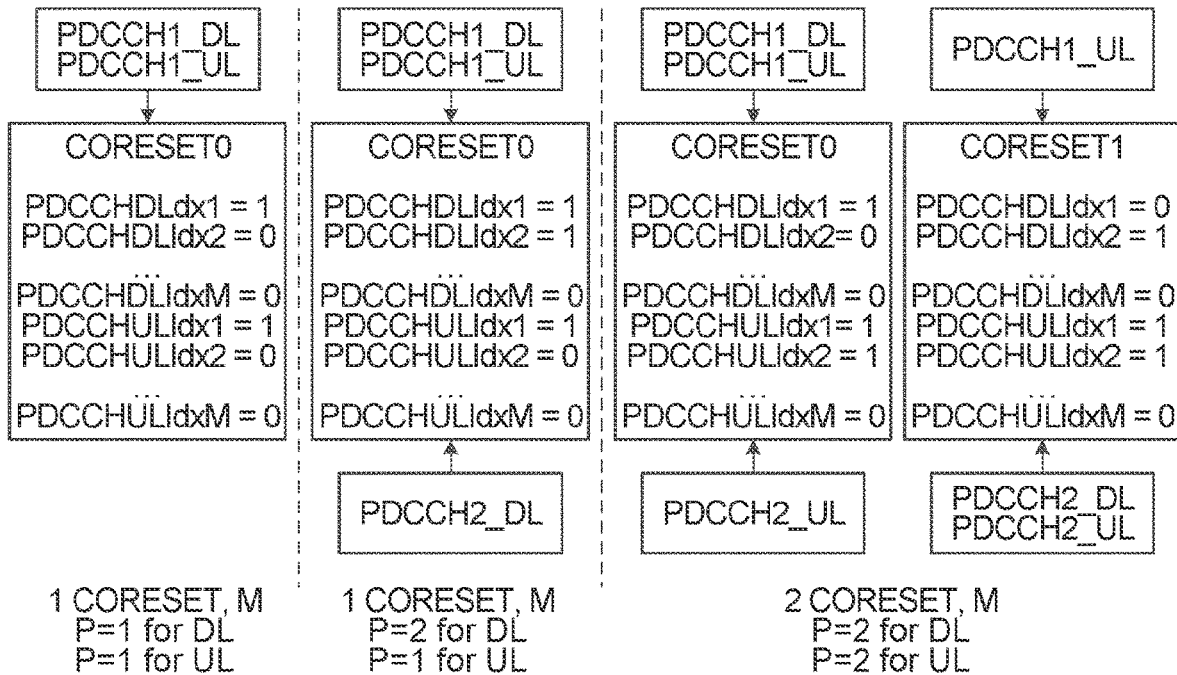 PDCCH1_DL
PDCCH1_UL
CORESET0
PDCCHDLdx1 = 1
PDCCHDLIdx2 = 0
...
PDCCHDLIdxM = 0
PDCCHULIdx1 = 1
PDCCHULIdx2 = 0
...
PDCCHULIdxM = 0
1 CORESET, M
P=1 for DL
P=1 for UL
PDCCH1_DL
PDCCH1_UL
CORESET0
PDCCHDLIdx1 = 1
PDCCHDLIdx2 = 1
...
PDCCHDLIdxM = 0
PDCCHULIdx1 = 1
PDCCHULIdx2 = 0
...
PDCCHULIdxM = 0
PDCCH2_DL
1 CORESET, M
P=2 for DL
P=1 for UL
PDCCH1_DL
PDCCH1_UL
CORESET0
PDCCHDLIdx1 = 1
PDCCHDLIdx2= 0
...
PDCCHDLIdxM = 0
PDCCHULIdx1= 1
PDCCHULIdx2 = 1
...
PDCCHULIdxM = 0
PDCCH2_UL
PDCCH1_UL
CORESET1
PDCCHDLIdx1 = 0
PDCCHDLIdx2 = 1
...
PDCCHDLIdxM = 0
PDCCHULIdx1 = 1
PDCCHULIdx2 = 1
...
PDCCHULIdxM = 0
PDCCH2_DL
PDCCH2_UL
2 CORESET, M
P=2 for DL
P=2 for UL